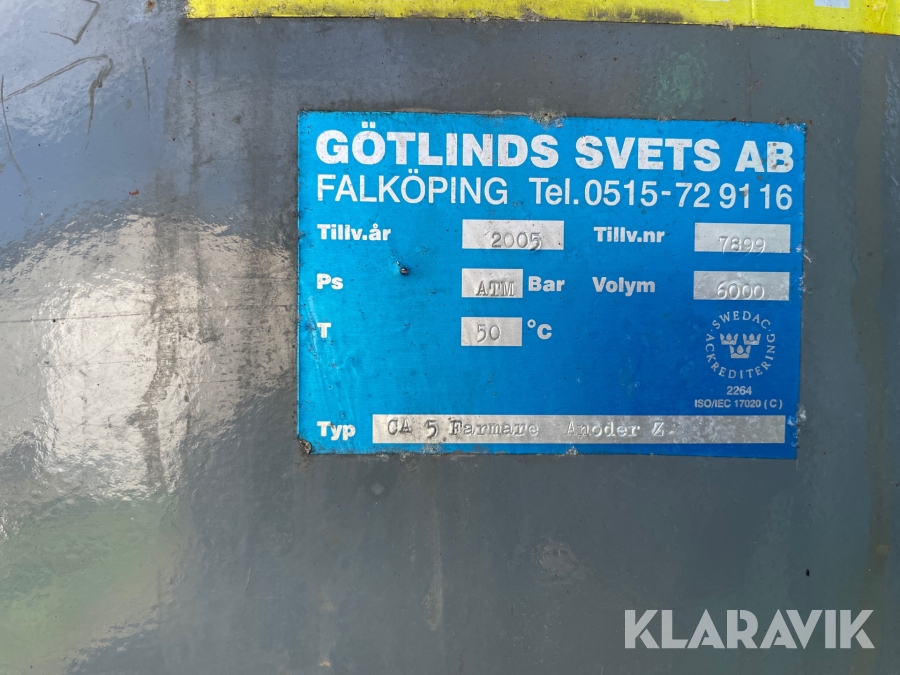 GÖTLINDS SVETS AB
FALKÖPING Tel. 0515-72 91 16
Tillv.år 2005 Tillv.nr 7899
Ps ATM Bar Volym 6000
T 50 °C
SWEDAC
ACKREDITERING
2264
ISO/IEC 17020 (C)
Typ CA 5 Farmare Anoder Z
KLARAVIK